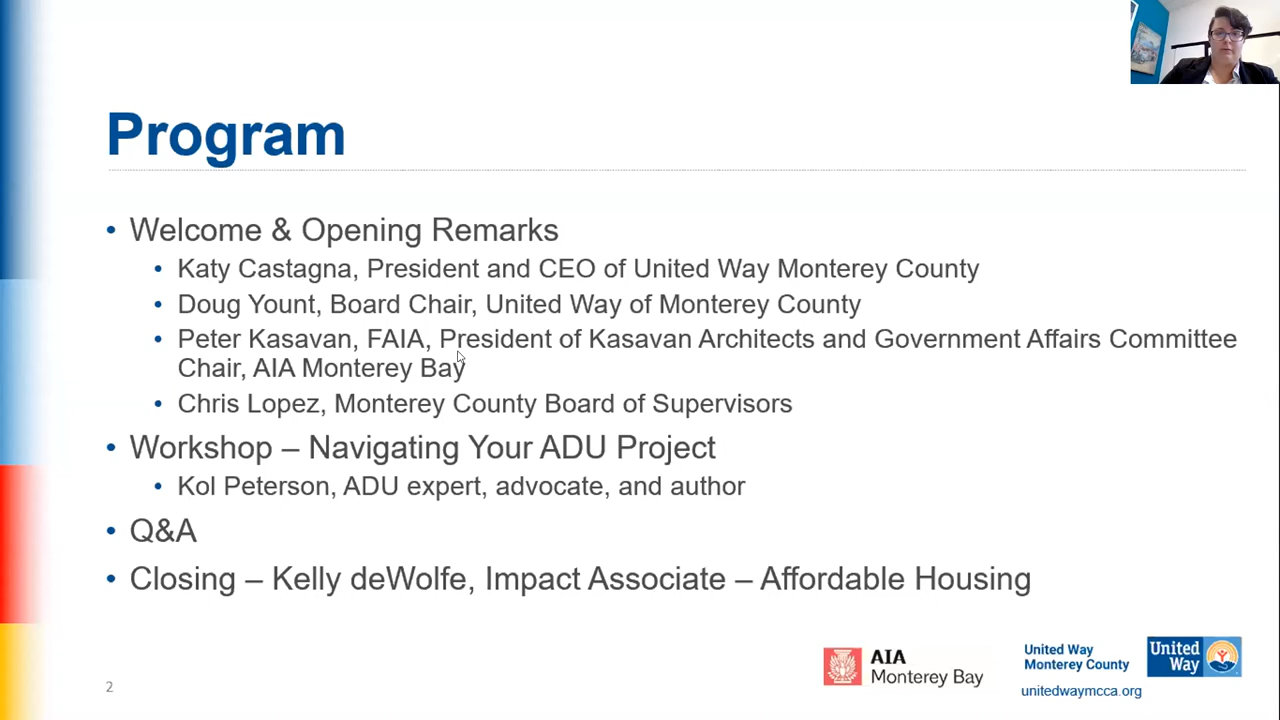 Program
• Welcome & Opening Remarks
• Katy Castagna, President and CEO of United Way Monterey County
• Doug Yount, Board Chair, United Way of Monterey County
• Peter Kasavan, FAIA, President of Kasavan Architects and Government Affairs Committee
Chair, AIA Monterey Bay
• Chris Lopez, Monterey County Board of Supervisors
• Workshop – Navigating Your ADU Project
• Kol Peterson, ADU expert, advocate, and author
• Q&A
• Closing – Kelly deWolfe, Impact Associate – Affordable Housing
2
AIA
Monterey Bay
United Way
Monterey County
unitedwaymcca.org
United
Way